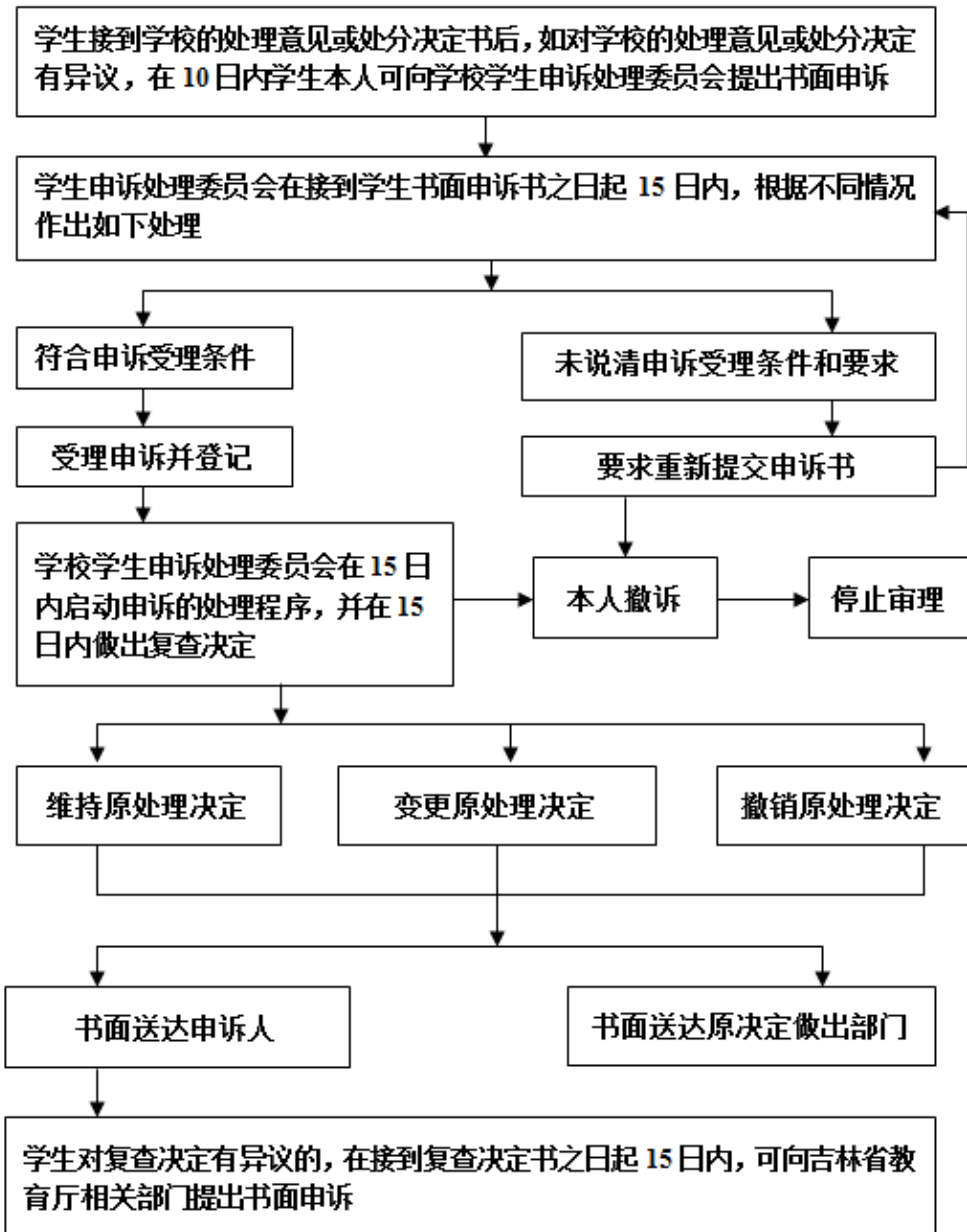 学生接到学校的处理意见或处分决定书后，如对学校的处理意见或处分决定
有异议，在 10 日内学生本人可向学校学生申诉处理委员会提出书面申诉
学生申诉处理委员会在接到学生书面申诉书之日起 15 日内，根据不同情况
作出如下处理
符合申诉受理条件
未说清申诉受理条件和要求
受理申诉并登记
要求重新提交申诉书
学校学生申诉处理委员会在 15 日
内启动申诉的处理程序，并在 15
日内做出复查决定
本人撤诉
停止审理
维持原处理决定
变更原处理决定
撤销原处理决定
书面送达申诉人
书面送达原决定做出部门
学生对复查决定有异议的，在接到复查决定书之日起 15 日内，可向吉林省教
育厅相关部门提出书面申诉